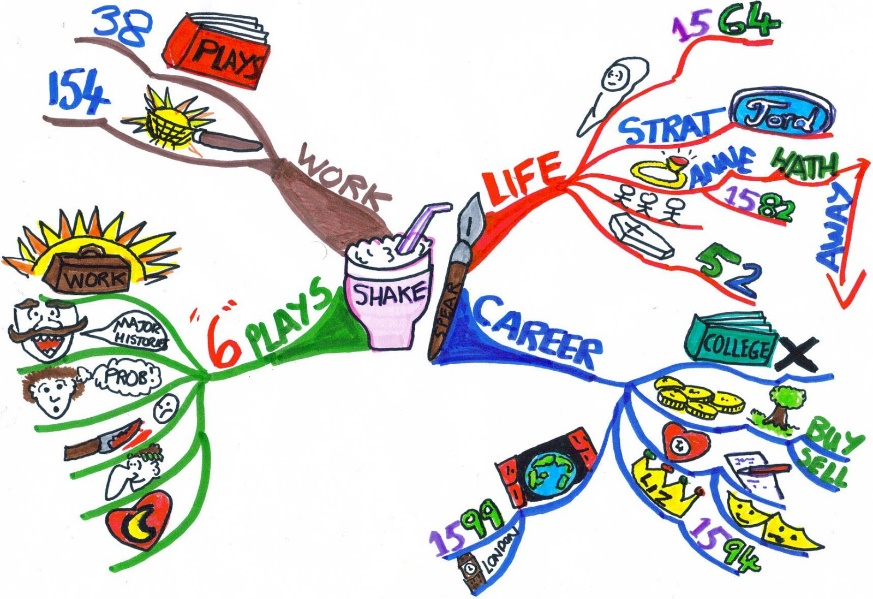 38
PLAYS
154
WORK
SHAKE
SPEAR
LIFE
1564
STRAT
Ford
ANNE HATH
AWAY
1582
52
"6" PLAYS
WORK
MAJOR
HISTORIES
PROB!
CAREER
COLLEGE
BUY
SELL
LIZ
1594
1599
LONDON